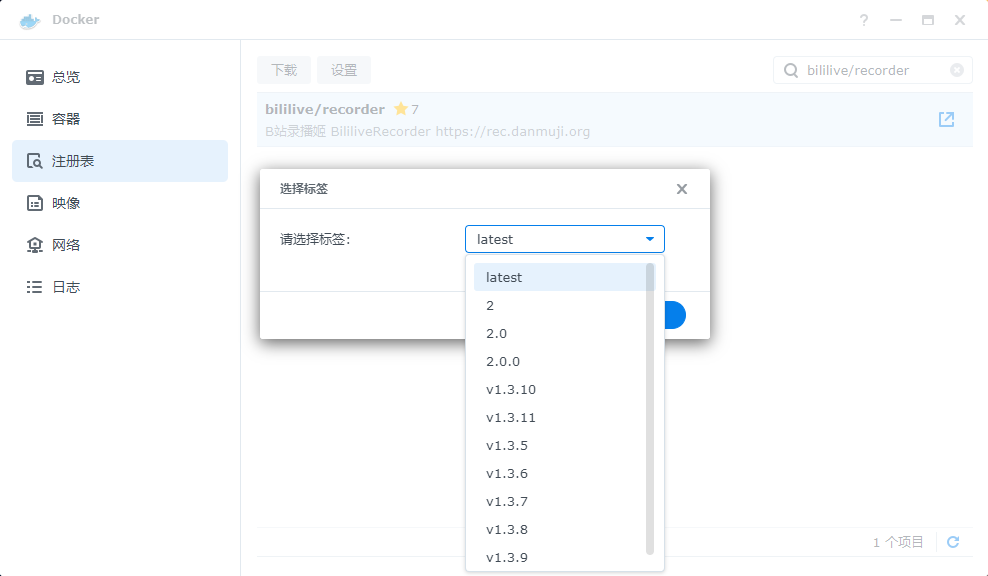 Docker
总览
容器
注册表
映像
网络
日志
下载 设置 bililive/recorder
bililive/recorder 7
B站录播姬 BililiveRecorder https://rec.danmuji.org
选择标签
请选择标签: latest
latest
2
2.0
2.0.0
v1.3.10
v1.3.11
v1.3.5
v1.3.6
v1.3.7
v1.3.8
v1.3.9
1 个项目